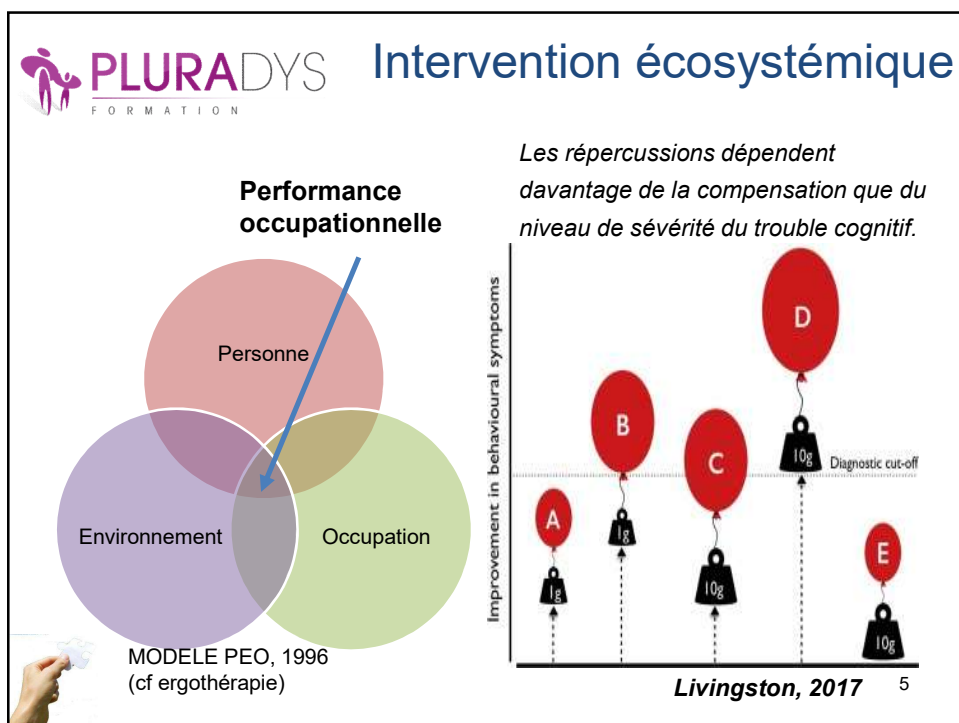 PLURADYS
FORMATION
Intervention écosystémique
Les répercussions dépendent
davantage de la compensation que du
niveau de sévérité du trouble cognitif.
Performance
occupationnelle
Personne
Environnement
Occupation
MODELE PEO, 1996
(cf ergothérapie)
Improvement in behavioural symptoms
A
1g
B
1g
C
10g
D
10g
Diagnostic cut-off
E
10g
Livingston, 2017
5